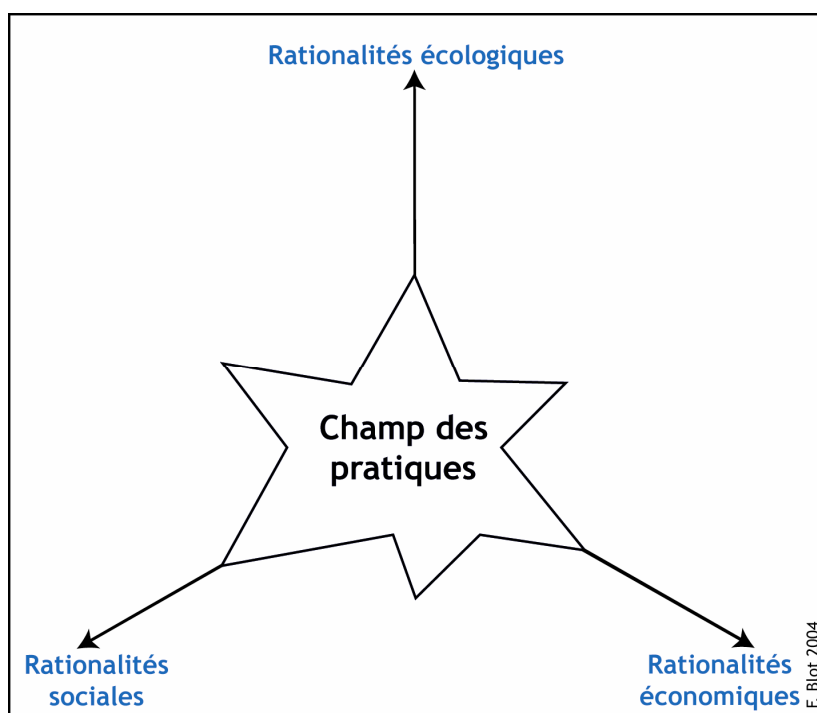 Rationalités écologiques
Champ des
pratiques
Rationalités
sociales
Rationalités
économiques
F. Blot 2004